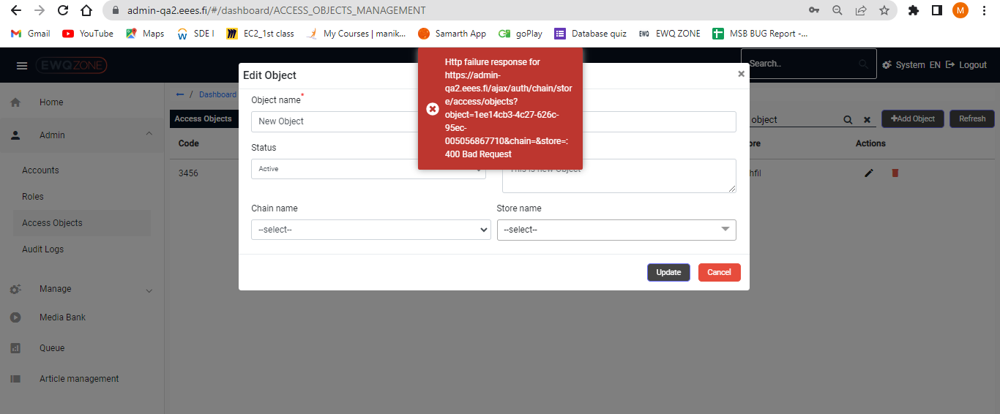 admin-qa2.eees.fi/#/dashboard/ACCESS_OBJECTS_MANAGEMENT
M
Gmail YouTube Maps SDE I EC2_1st class My Courses | manik... Samarth App goPlay Database quiz EWQ EWQ ZONE MSB BUG Report -...
EWQZONE
Search..
System EN Logout
Home
Admin
Accounts
Roles
Access Objects
Audit Logs
Manage
Media Bank
Queue
Article management
← / Dashboard
Access Objects
object
+Add Object
Refresh
Code
Actions
3456
Edit Object
×
Object name*
New Object
Status
Active
This is new Object
Chain name
Store name
--select--
--select--
Update
Cancel
Http failure response for
https://admin-
qa2.eees.fi/ajax/auth/chain/stor
e/access/objects?
object=1ee14cb3-4c27-626c-
95ec-
005056867710&chain=&store=:
400 Bad Request